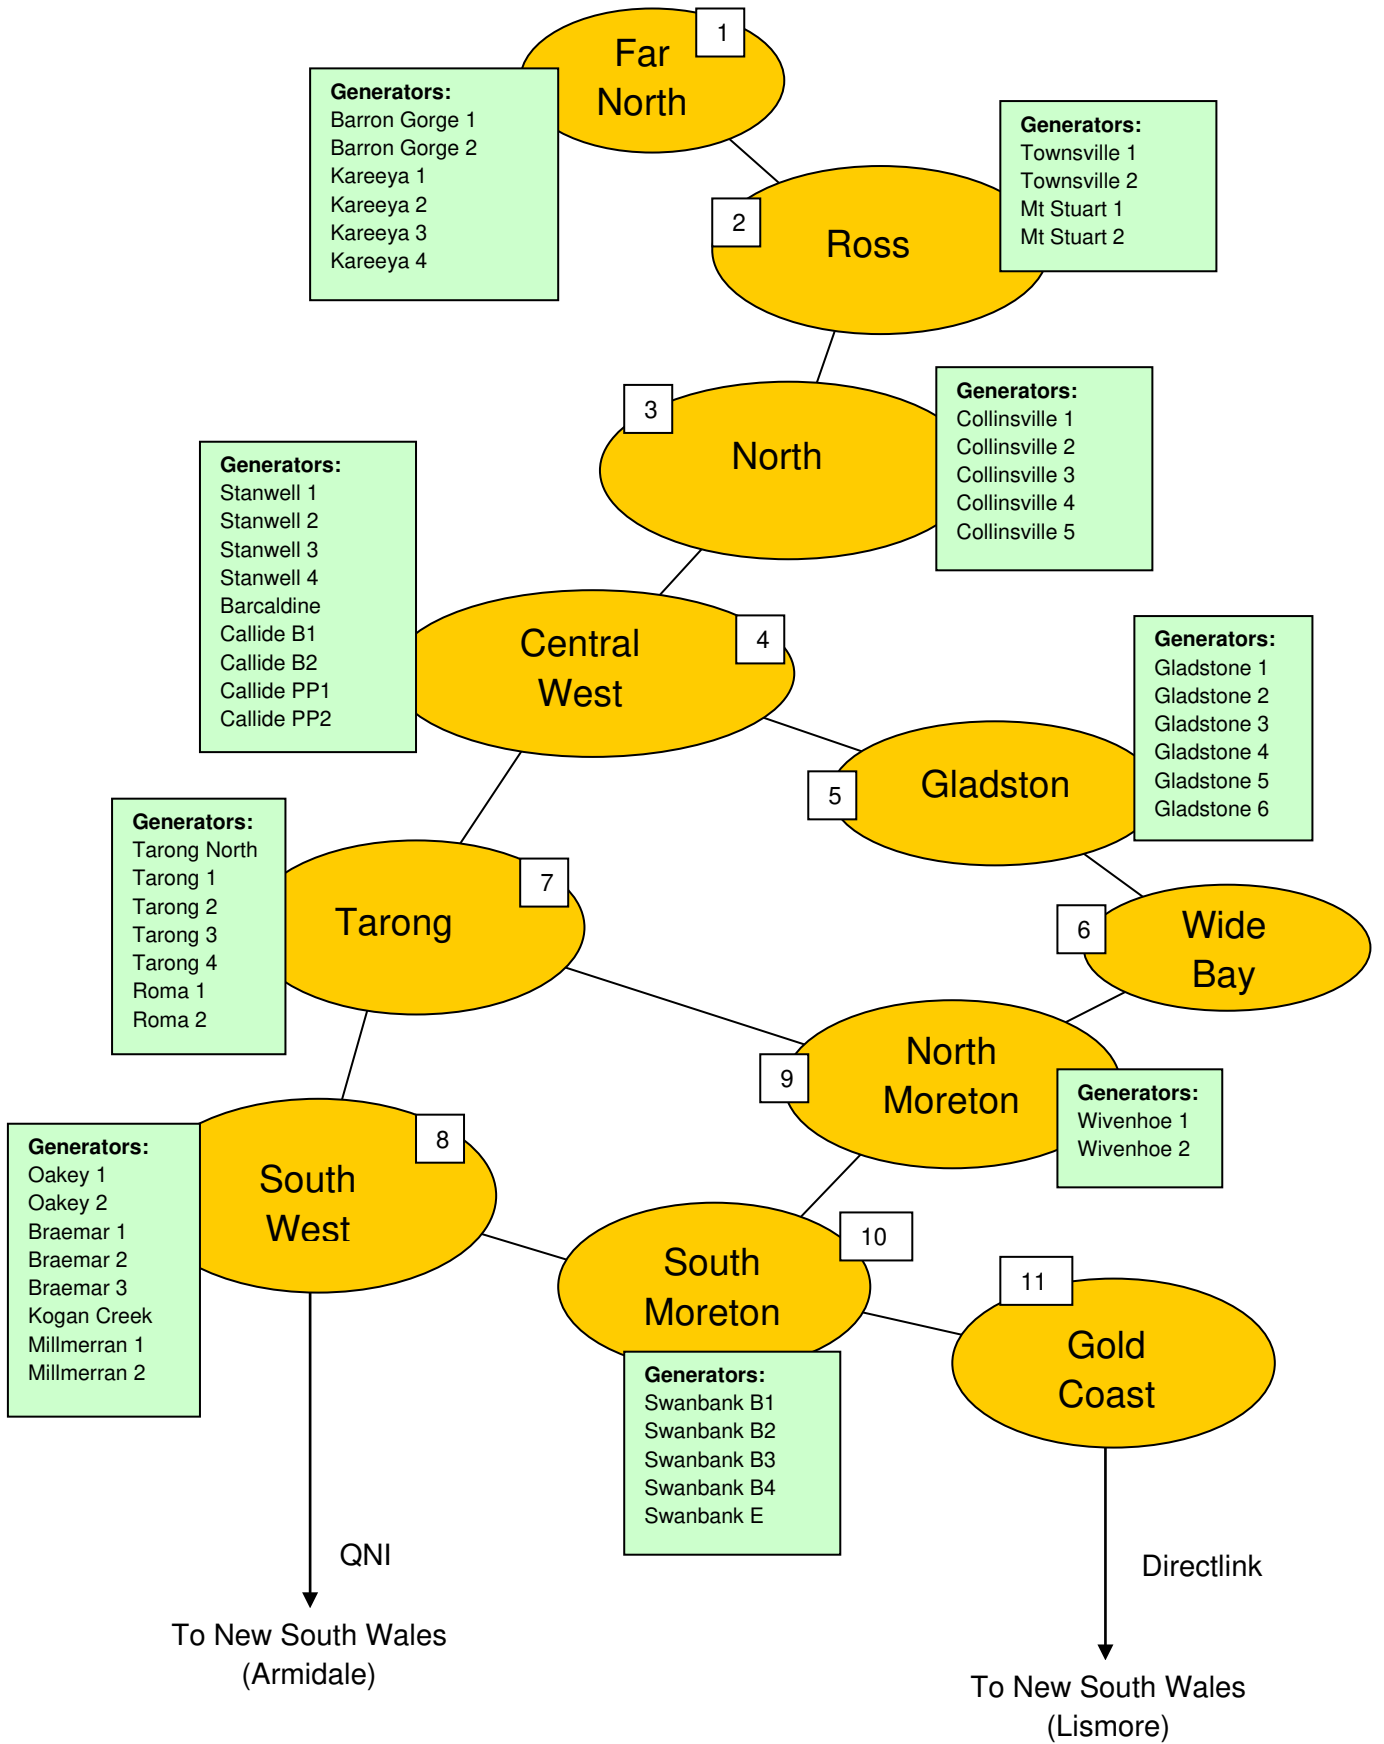 1
Far
North
Generators:
Barron Gorge 1
Barron Gorge 2
Kareeya 1
Kareeya 2
Kareeya 3
Kareeya 4
2
Ross
Generators:
Townsville 1
Townsville 2
Mt Stuart 1
Mt Stuart 2
3
North
Generators:
Collinsville 1
Collinsville 2
Collinsville 3
Collinsville 4
Collinsville 5
Generators:
Stanwell 1
Stanwell 2
Stanwell 3
Stanwell 4
Barcaldine
Callide B1
Callide B2
Callide PP1
Callide PP2
4
Central
West
5
Gladston
Generators:
Gladstone 1
Gladstone 2
Gladstone 3
Gladstone 4
Gladstone 5
Gladstone 6
6
Wide
Bay
Generators:
Tarong North
Tarong 1
Tarong 2
Tarong 3
Tarong 4
Roma 1
Roma 2
7
Tarong
9
North
Moreton
Generators:
Wivenhoe 1
Wivenhoe 2
Generators:
Oakey 1
Oakey 2
Braemar 1
Braemar 2
Braemar 3
Kogan Creek
Millmerran 1
Millmerran 2
8
South
West
10
South
Moreton
Generators:
Swanbank B1
Swanbank B2
Swanbank B3
Swanbank B4
Swanbank E
11
Gold
Coast
QNI
To New South Wales
(Armidale)
Directlink
To New South Wales
(Lismore)